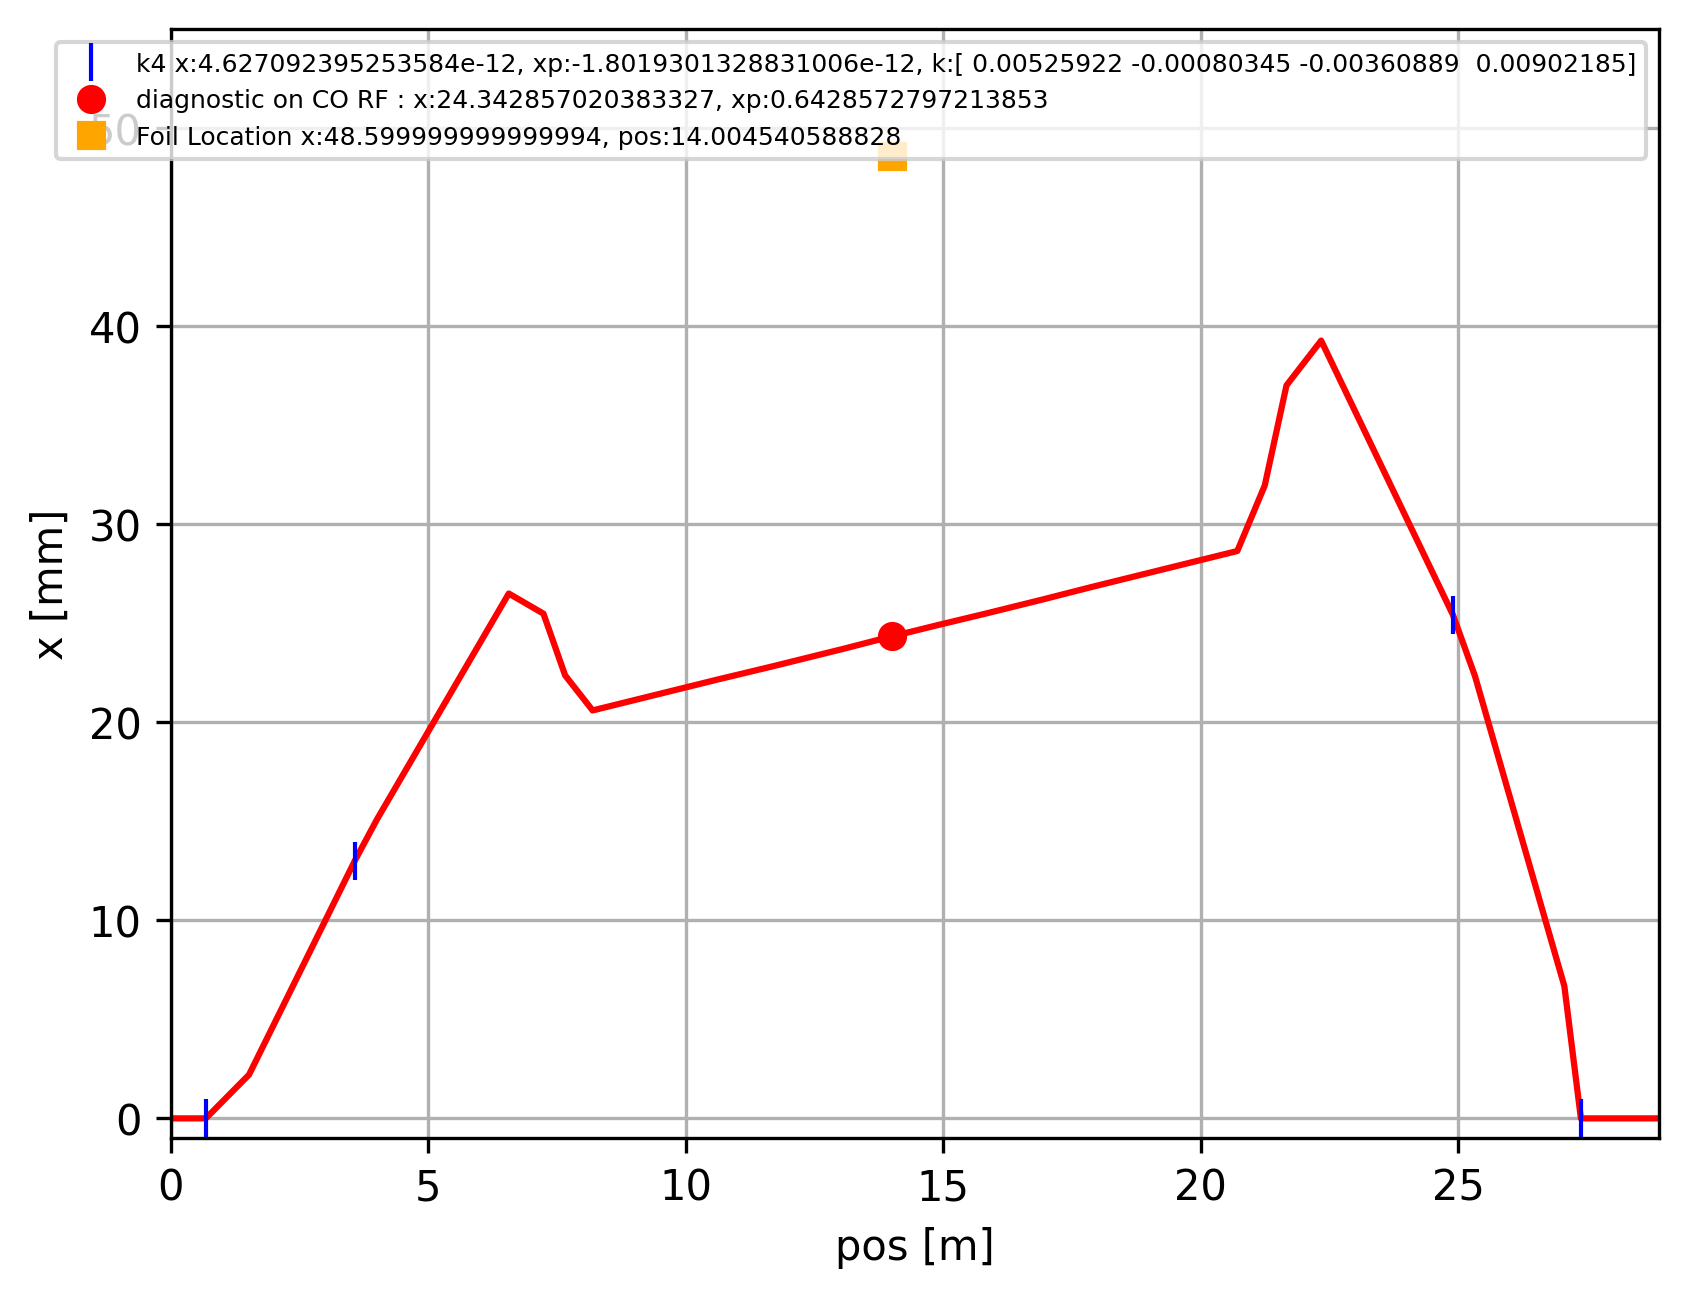 k4 x:4.627092395253584e-12, xp:-1.8019301328831006e-12, k:[ 0.00525922 -0.00080345 -0.00360889  0.00902185]
diagnostic on CO RF : x:24.342857020383327, xp:0.6428572797213853
Foil Location x:48.599999999999994, pos:14.004540588828
50
40
30
20
10
0
x [mm]
0 5 10 15 20 25
pos [m]